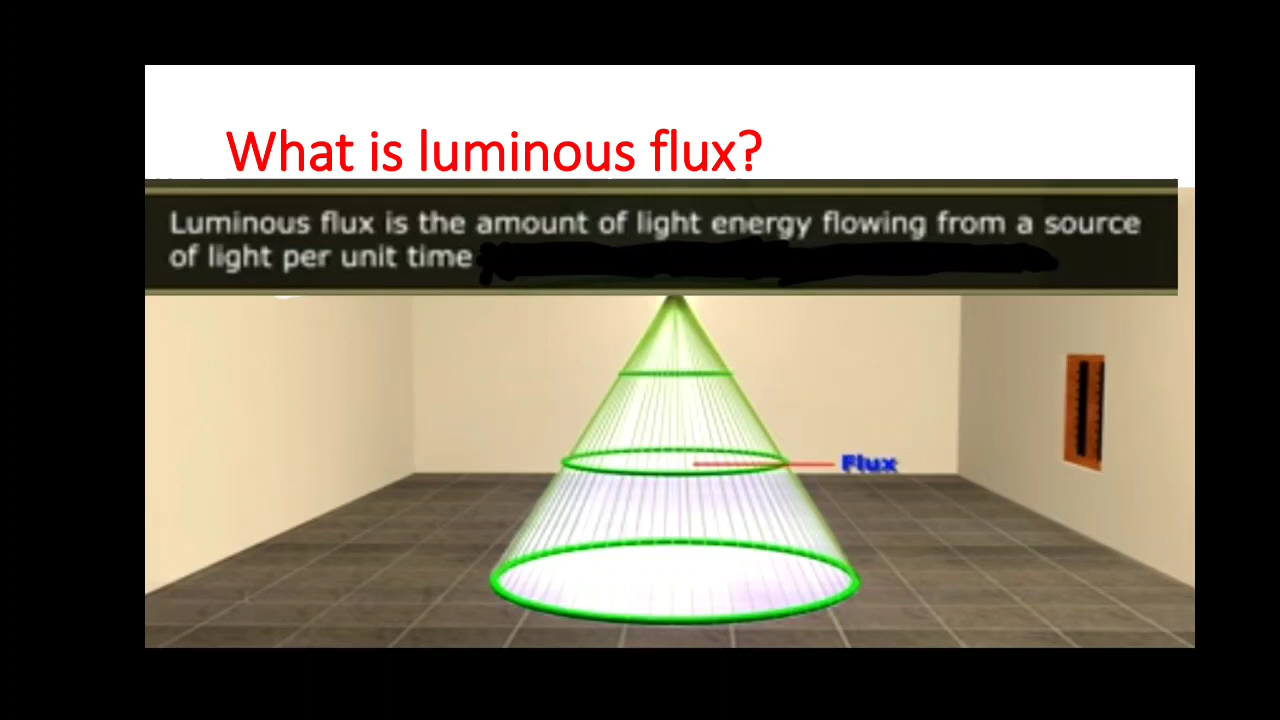 What is luminous flux?
Luminous flux is the amount of light energy flowing from a source
of light per unit time
Flux